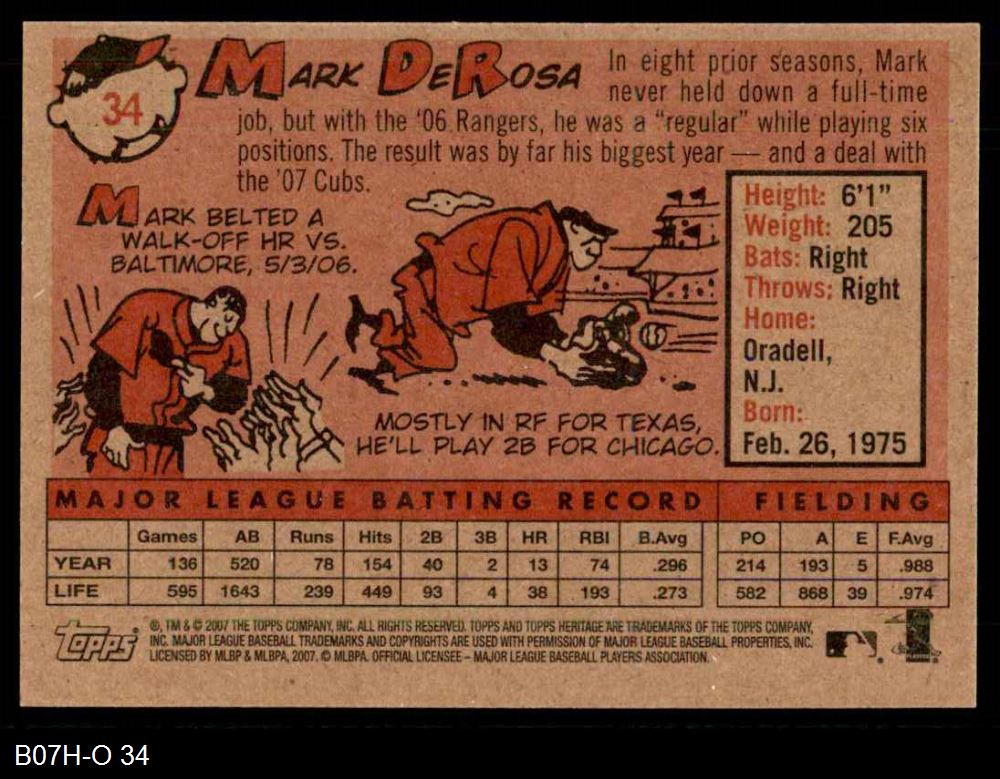 34
MARK DEROSA
In eight prior seasons, Mark
never held down a full-time
job, but with the '06 Rangers, he was a "regular" while playing six
positions. The result was by far his biggest year — and a deal with
the '07 Cubs.
MARK BELTED A
WALK-OFF HR VS.
BALTIMORE, 5/3/06.
MOSTLY IN RF FOR TEXAS,
HE'LL PLAY 2B FOR CHICAGO.
Height: 6'1"
Weight: 205
Bats: Right
Throws: Right
Home:
Oradell,
N.J.
Born:
Feb. 26, 1975
MAJOR LEAGUE BATTING RECORD FIELDING
Games AB Runs Hits 2B 3B HR RBI B.Avg PO A E F.Avg
YEAR 136 520 78 154 40 2 13 74 .296 214 193 5 .988
LIFE 595 1643 239 449 93 4 38 193 .273 582 868 39 .974
Topps
®, TM & © 2007 THE TOPPS COMPANY, INC. ALL RIGHTS RESERVED. TOPPS AND TOPPS HERITAGE ARE TRADEMARKS OF THE TOPPS COMPANY,
INC. MAJOR LEAGUE BASEBALL TRADEMARKS AND COPYRIGHTS ARE USED WITH PERMISSION OF MAJOR LEAGUE BASEBALL PROPERTIES, INC.
LICENSED BY MLBP & MLBPA, 2007. © MLBPA. OFFICIAL LICENSEE – MAJOR LEAGUE BASEBALL PLAYERS ASSOCIATION.
B07H-O 34